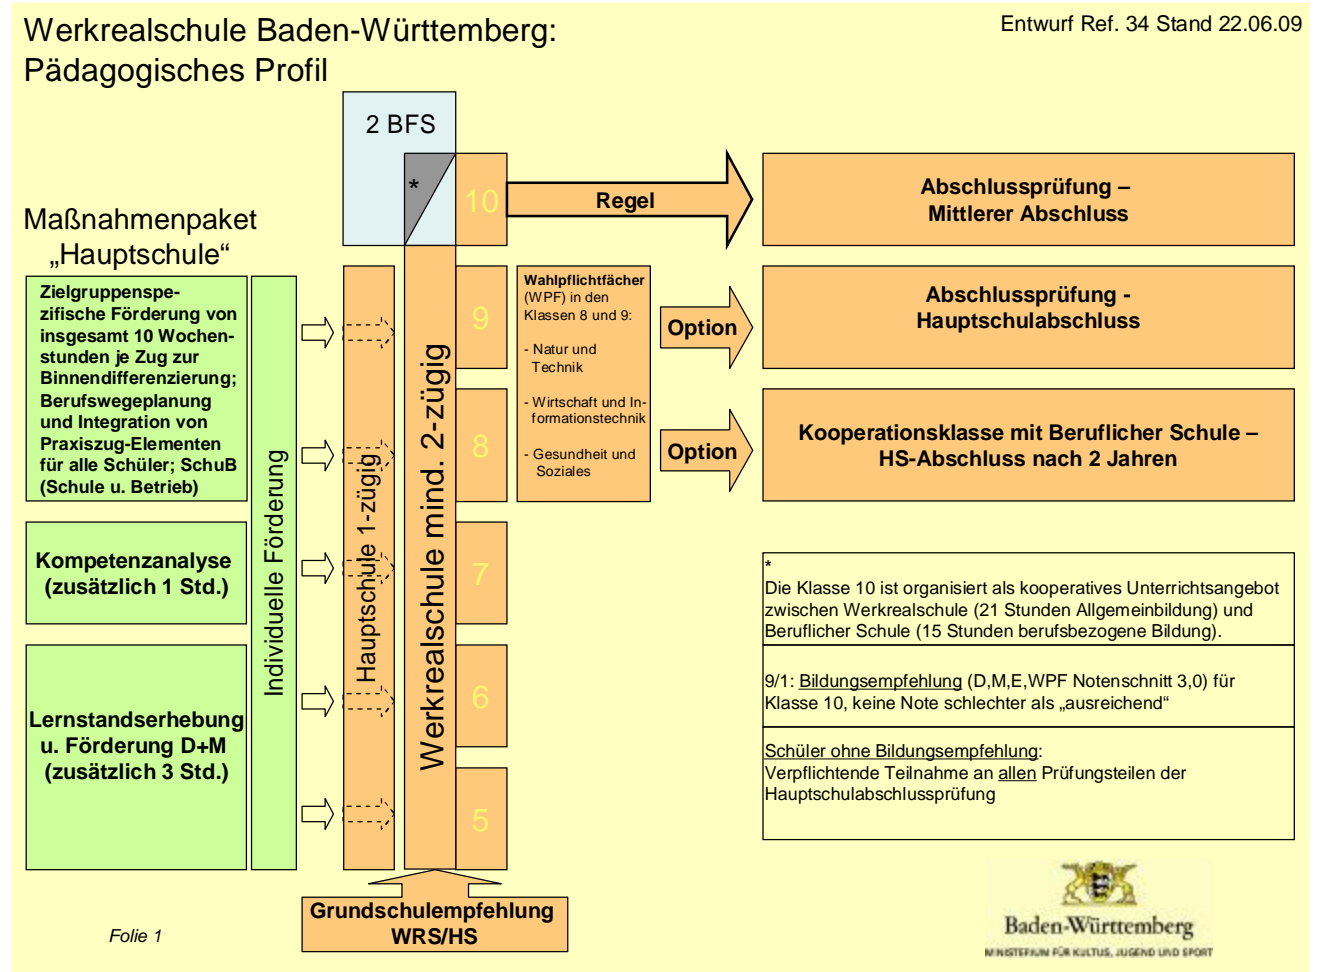 Werkrealschule Baden-Württemberg:
Pädagogisches Profil
Entwurf Ref. 34 Stand 22.06.09
2 BFS
*
10
Regel
Abschlussprüfung –
Mittlerer Abschluss
Maßnahmenpaket
„Hauptschule“
Zielgruppenspe-
zifische Förderung von
insgesamt 10 Wochen-
stunden je Zug zur
Binnendifferenzierung;
Berufswegeplanung
und Integration von
Praxiszug-Elementen
für alle Schüler; SchuB
(Schule u. Betrieb)
Kompetenzanalyse
(zusätzlich 1 Std.)
Lernstandserhebung
u. Förderung D+M
(zusätzlich 3 Std.)
Individuelle Förderung
Hauptschule 1-zügig
Werkrealschule mind. 2-zügig
9
8
7
6
5
Wahlpflichtfächer
(WPF) in den
Klassen 8 und 9:
- Natur und
Technik
- Wirtschaft und In-
formationstechnik
- Gesundheit und
Soziales
Option
Abschlussprüfung -
Hauptschulabschluss
Option
Kooperationsklasse mit Beruflicher Schule –
HS-Abschluss nach 2 Jahren
*
Die Klasse 10 ist organisiert als kooperatives Unterrichtsangebot
zwischen Werkrealschule (21 Stunden Allgemeinbildung) und
Beruflicher Schule (15 Stunden berufsbezogene Bildung).
9/1: Bildungsempfehlung (D,M,E,WPF Notenschnitt 3,0) für
Klasse 10, keine Note schlechter als „ausreichend“
Schüler ohne Bildungsempfehlung:
Verpflichtende Teilnahme an allen Prüfungsteilen der
Hauptschulabschlussprüfung
Grundschulempfehlung
WRS/HS
Folie 1
Baden-Württemberg
MINISTERIUM FÜR KULTUS, JUGEND UND SPORT